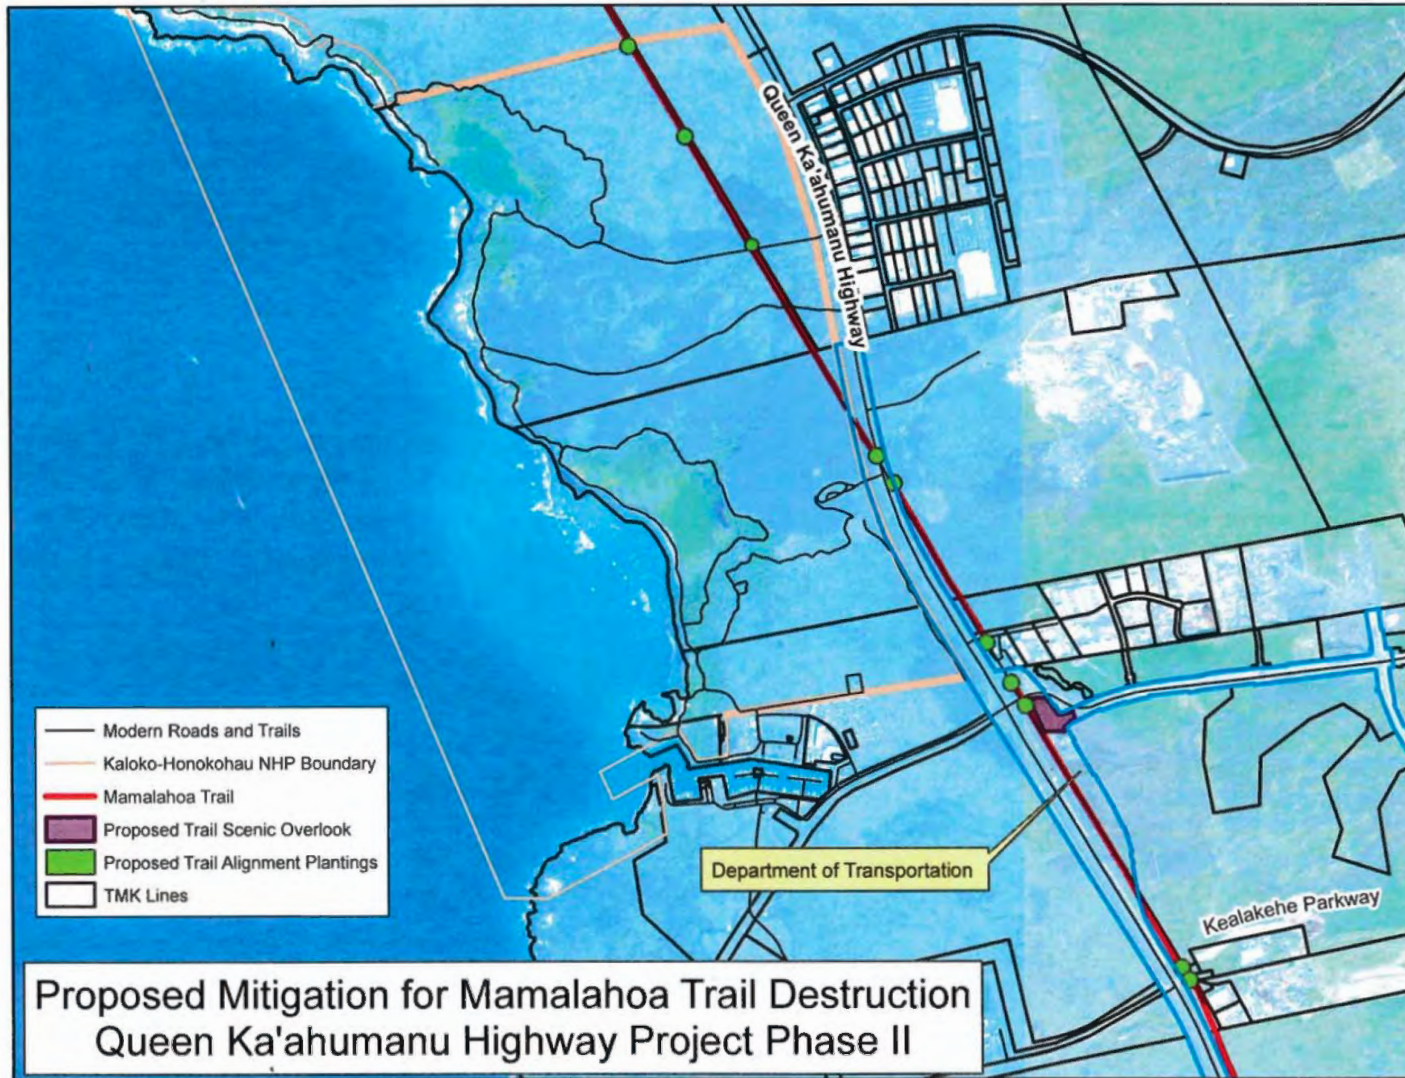 Queen Ka'ahumanu Highway
Modern Roads and Trails
Kaloko-Honokohau NHP Boundary
Mamalahoa Trail
Proposed Trail Scenic Overlook
Proposed Trail Alignment Plantings
TMK Lines
Department of Transportation
Kealakehe Parkway
Proposed Mitigation for Mamalahoa Trail Destruction
Queen Ka'ahumanu Highway Project Phase II